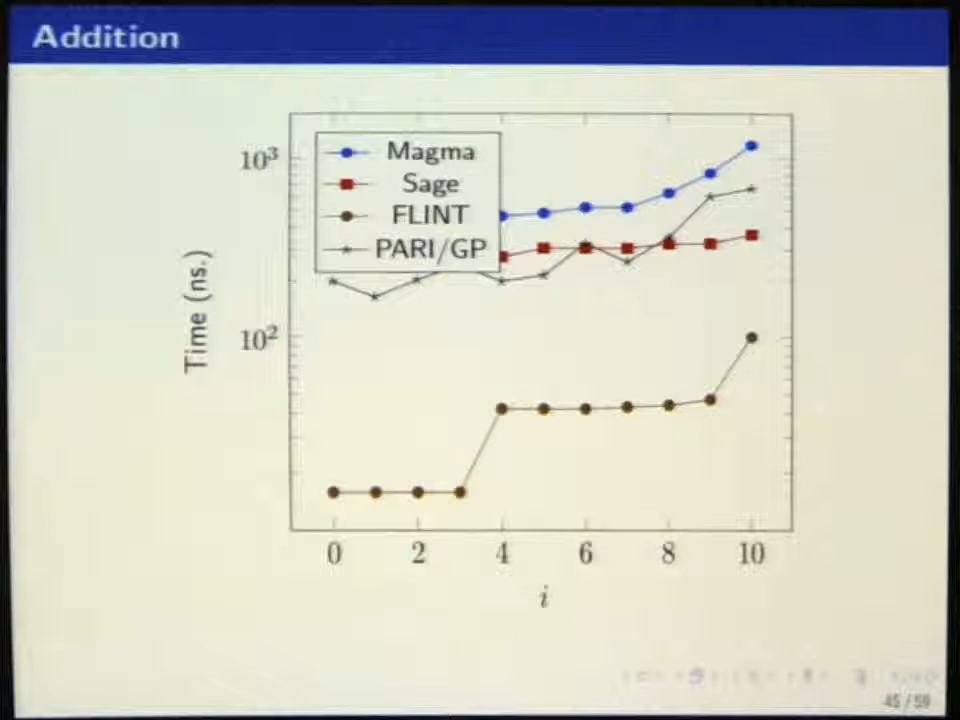 Addition
Magma
Sage
FLINT
PARI/GP
10³
10²
Time (ns.)
0 2 4 6 8 10
i
45 / 59